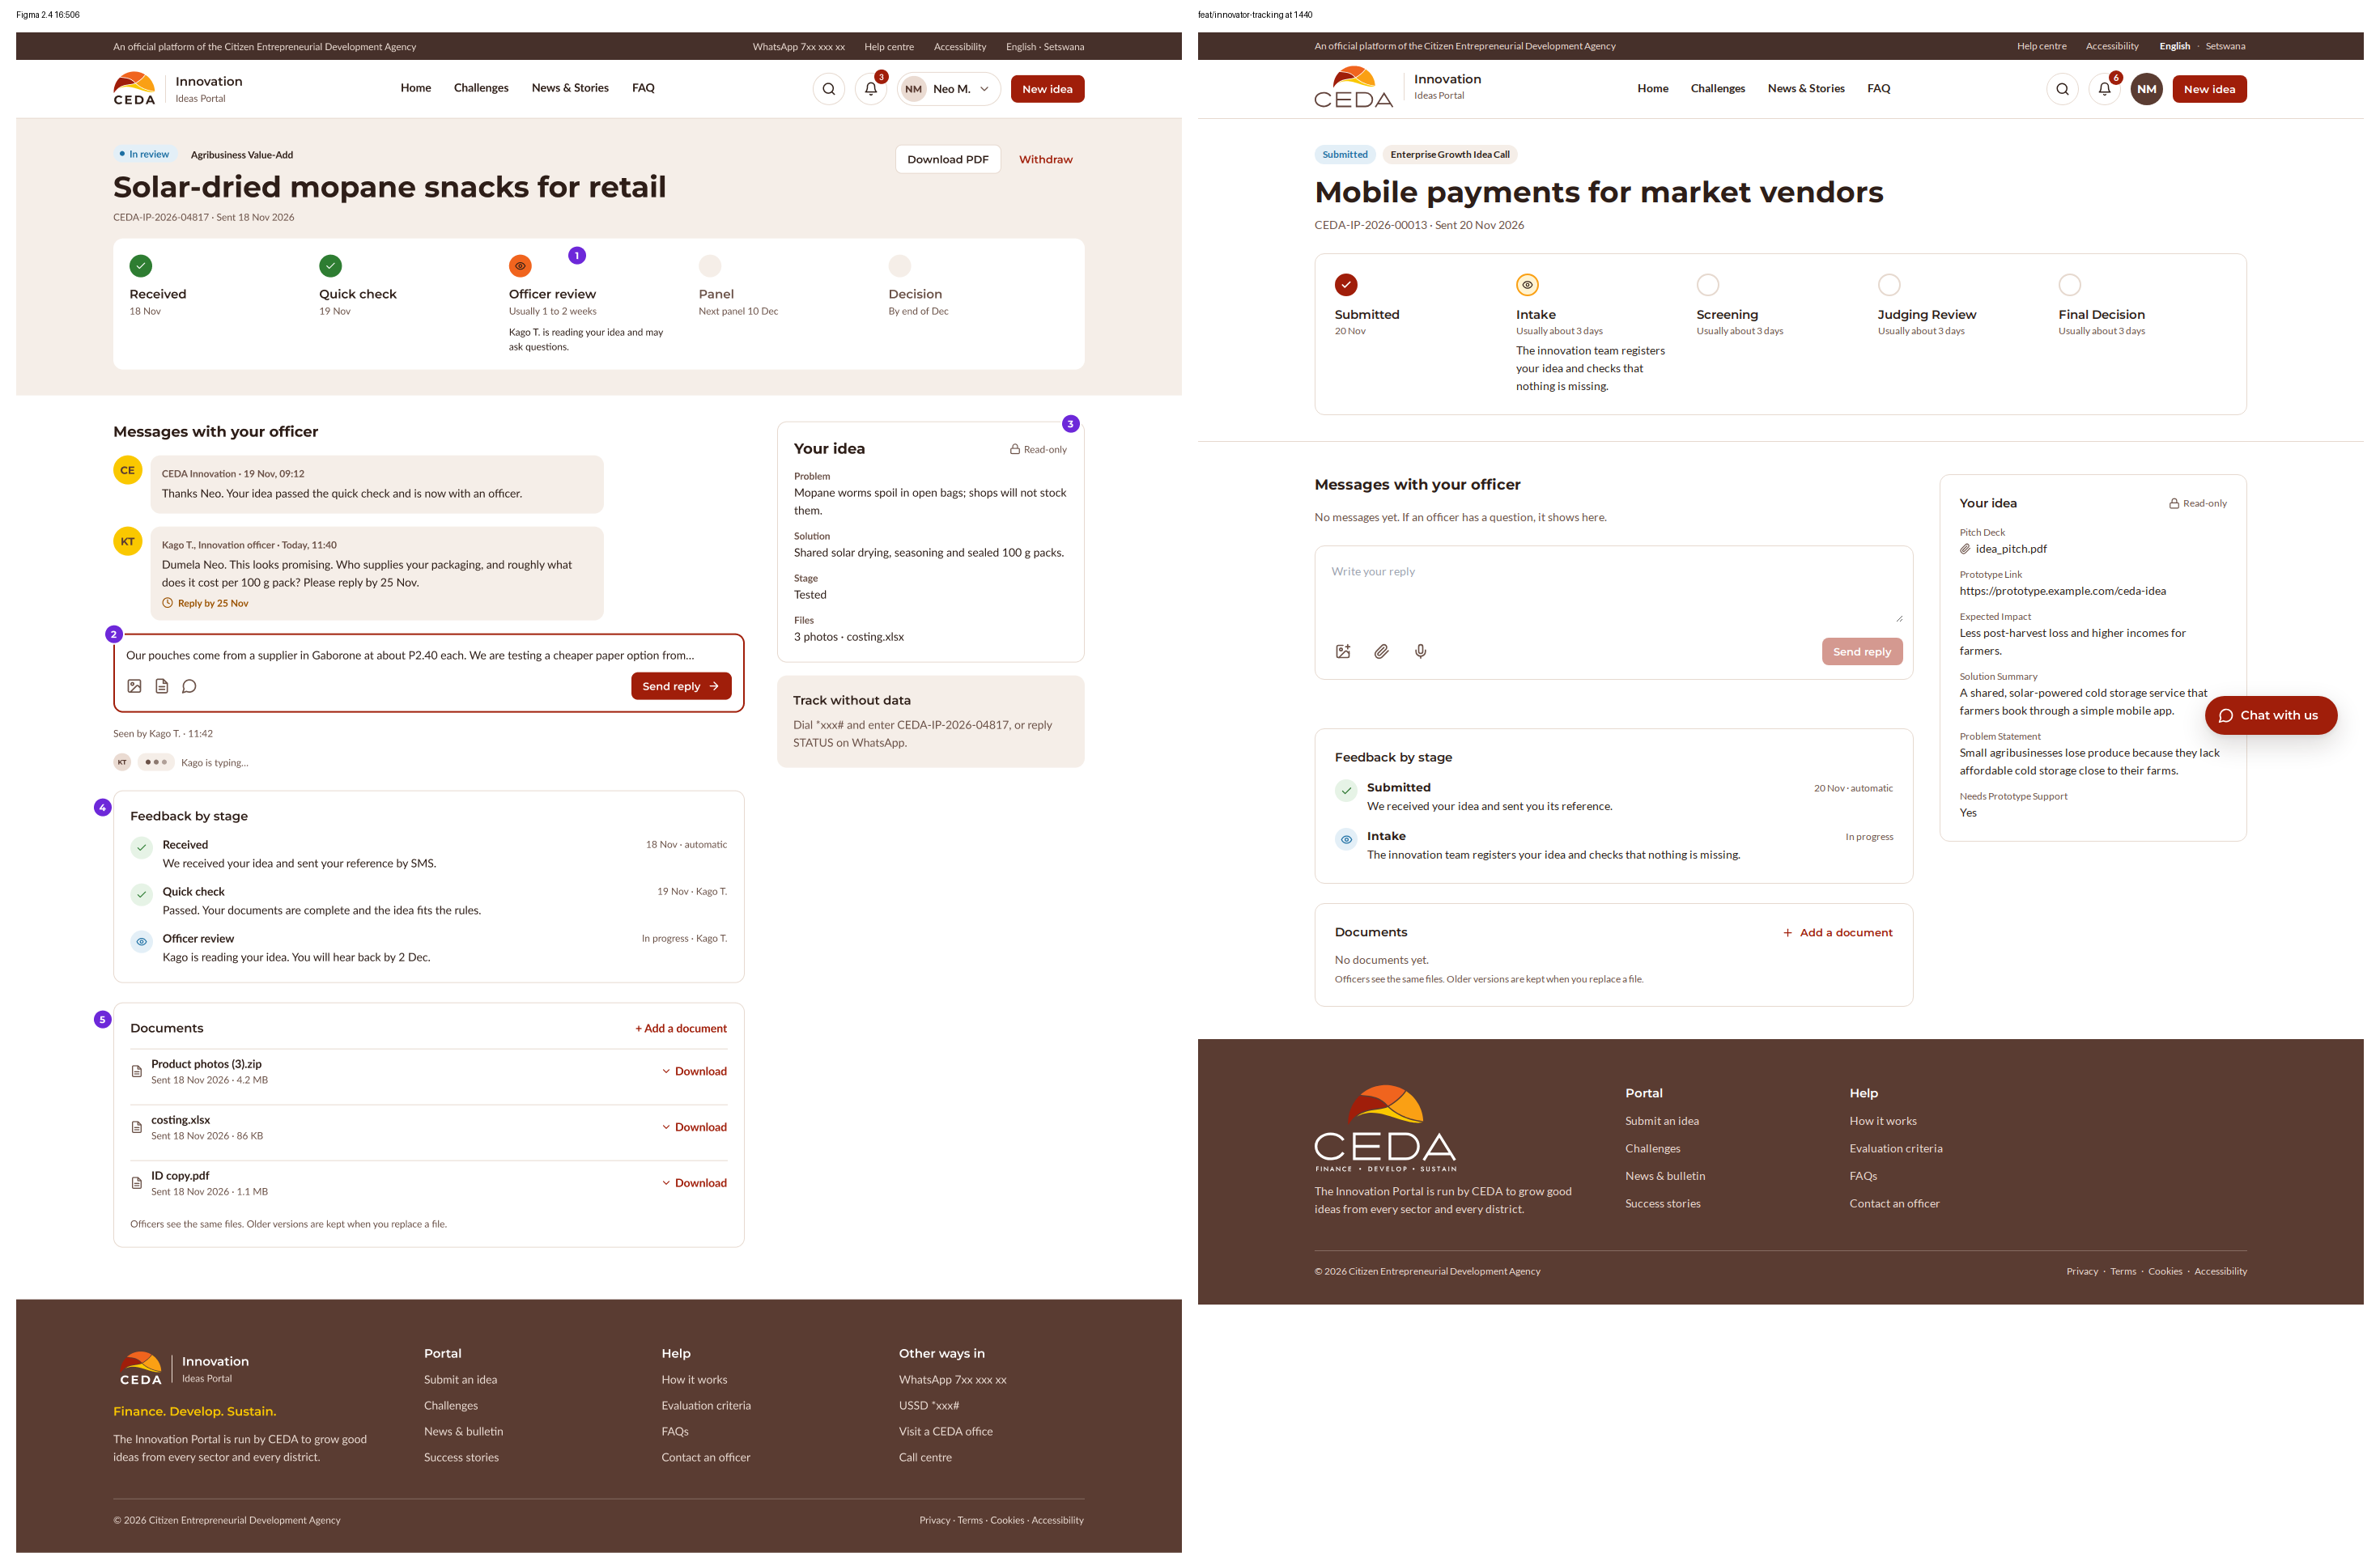 Figma 2.4 16:506
An official platform of the Citizen Entrepreneurial Development Agency
WhatsApp 7xx xxx xx
Help centre
Accessibility
English · Setswana
CEDA
Innovation
Ideas Portal
Home
Challenges
News & Stories
FAQ
3
NM
Neo M.
New idea
In review
Agribusiness Value-Add
Download PDF
Withdraw
Solar-dried mopane snacks for retail
CEDA-IP-2026-04817 · Sent 18 Nov 2026
1
Received
18 Nov
Quick check
19 Nov
Officer review
Usually 1 to 2 weeks
Kago T. is reading your idea and may
ask questions.
Panel
Next panel 10 Dec
Decision
By end of Dec
Messages with your officer
CE
CEDA Innovation · 19 Nov, 09:12
Thanks Neo. Your idea passed the quick check and is now with an officer.
KT
Kago T., Innovation officer · Today, 11:40
Dumela Neo. This looks promising. Who supplies your packaging, and roughly what
does it cost per 100 g pack? Please reply by 25 Nov.
Reply by 25 Nov
2
Our pouches come from a supplier in Gaborone at about P2.40 each. We are testing a cheaper paper option from...
Send reply
Seen by Kago T. · 11:42
KT
Kago is typing...
3
Your idea
Read-only
Problem
Mopane worms spoil in open bags; shops will not stock
them.
Solution
Shared solar drying, seasoning and sealed 100 g packs.
Stage
Tested
Files
3 photos · costing.xlsx
Track without data
Dial *xxx# and enter CEDA-IP-2026-04817, or reply
STATUS on WhatsApp.
4
Feedback by stage
Received
18 Nov · automatic
We received your idea and sent your reference by SMS.
Quick check
19 Nov · Kago T.
Passed. Your documents are complete and the idea fits the rules.
Officer review
In progress · Kago T.
Kago is reading your idea. You will hear back by 2 Dec.
5
Documents
+ Add a document
Product photos (3).zip
Sent 18 Nov 2026 · 4.2 MB
Download
costing.xlsx
Sent 18 Nov 2026 · 86 KB
Download
ID copy.pdf
Sent 18 Nov 2026 · 1.1 MB
Download
Officers see the same files. Older versions are kept when you replace a file.
CEDA
Innovation
Ideas Portal
Finance. Develop. Sustain.
The Innovation Portal is run by CEDA to grow good
ideas from every sector and every district.
Portal
Submit an idea
Challenges
News & bulletin
Success stories
Help
How it works
Evaluation criteria
FAQs
Contact an officer
Other ways in
WhatsApp 7xx xxx xx
USSD *xxx#
Visit a CEDA office
Call centre
© 2026 Citizen Entrepreneurial Development Agency
Privacy · Terms · Cookies · Accessibility
feat/innovator-tracking at 1440
An official platform of the Citizen Entrepreneurial Development Agency
Help centre
Accessibility
English · Setswana
CEDA
Innovation
Ideas Portal
Home
Challenges
News & Stories
FAQ
6
NM
New idea
Submitted
Enterprise Growth Idea Call
Mobile payments for market vendors
CEDA-IP-2026-00013 · Sent 20 Nov 2026
Submitted
20 Nov
Intake
Usually about 3 days
The innovation team registers
your idea and checks that
nothing is missing.
Screening
Usually about 3 days
Judging Review
Usually about 3 days
Final Decision
Usually about 3 days
Messages with your officer
No messages yet. If an officer has a question, it shows here.
Write your reply
Send reply
Your idea
Read-only
Pitch Deck
idea_pitch.pdf
Prototype Link
https://prototype.example.com/ceda-idea
Expected Impact
Less post-harvest loss and higher incomes for
farmers.
Solution Summary
A shared, solar-powered cold storage service that
farmers book through a simple mobile app.
Problem Statement
Small agribusinesses lose produce because they lack
affordable cold storage close to their farms.
Needs Prototype Support
Yes
Chat with us
Feedback by stage
Submitted
20 Nov · automatic
We received your idea and sent you its reference.
Intake
In progress
The innovation team registers your idea and checks that nothing is missing.
Documents
+ Add a document
No documents yet.
Officers see the same files. Older versions are kept when you replace a file.
CEDA
FINANCE • DEVELOP • SUSTAIN
The Innovation Portal is run by CEDA to grow good
ideas from every sector and every district.
Portal
Submit an idea
Challenges
News & bulletin
Success stories
Help
How it works
Evaluation criteria
FAQs
Contact an officer
© 2026 Citizen Entrepreneurial Development Agency
Privacy · Terms · Cookies · Accessibility